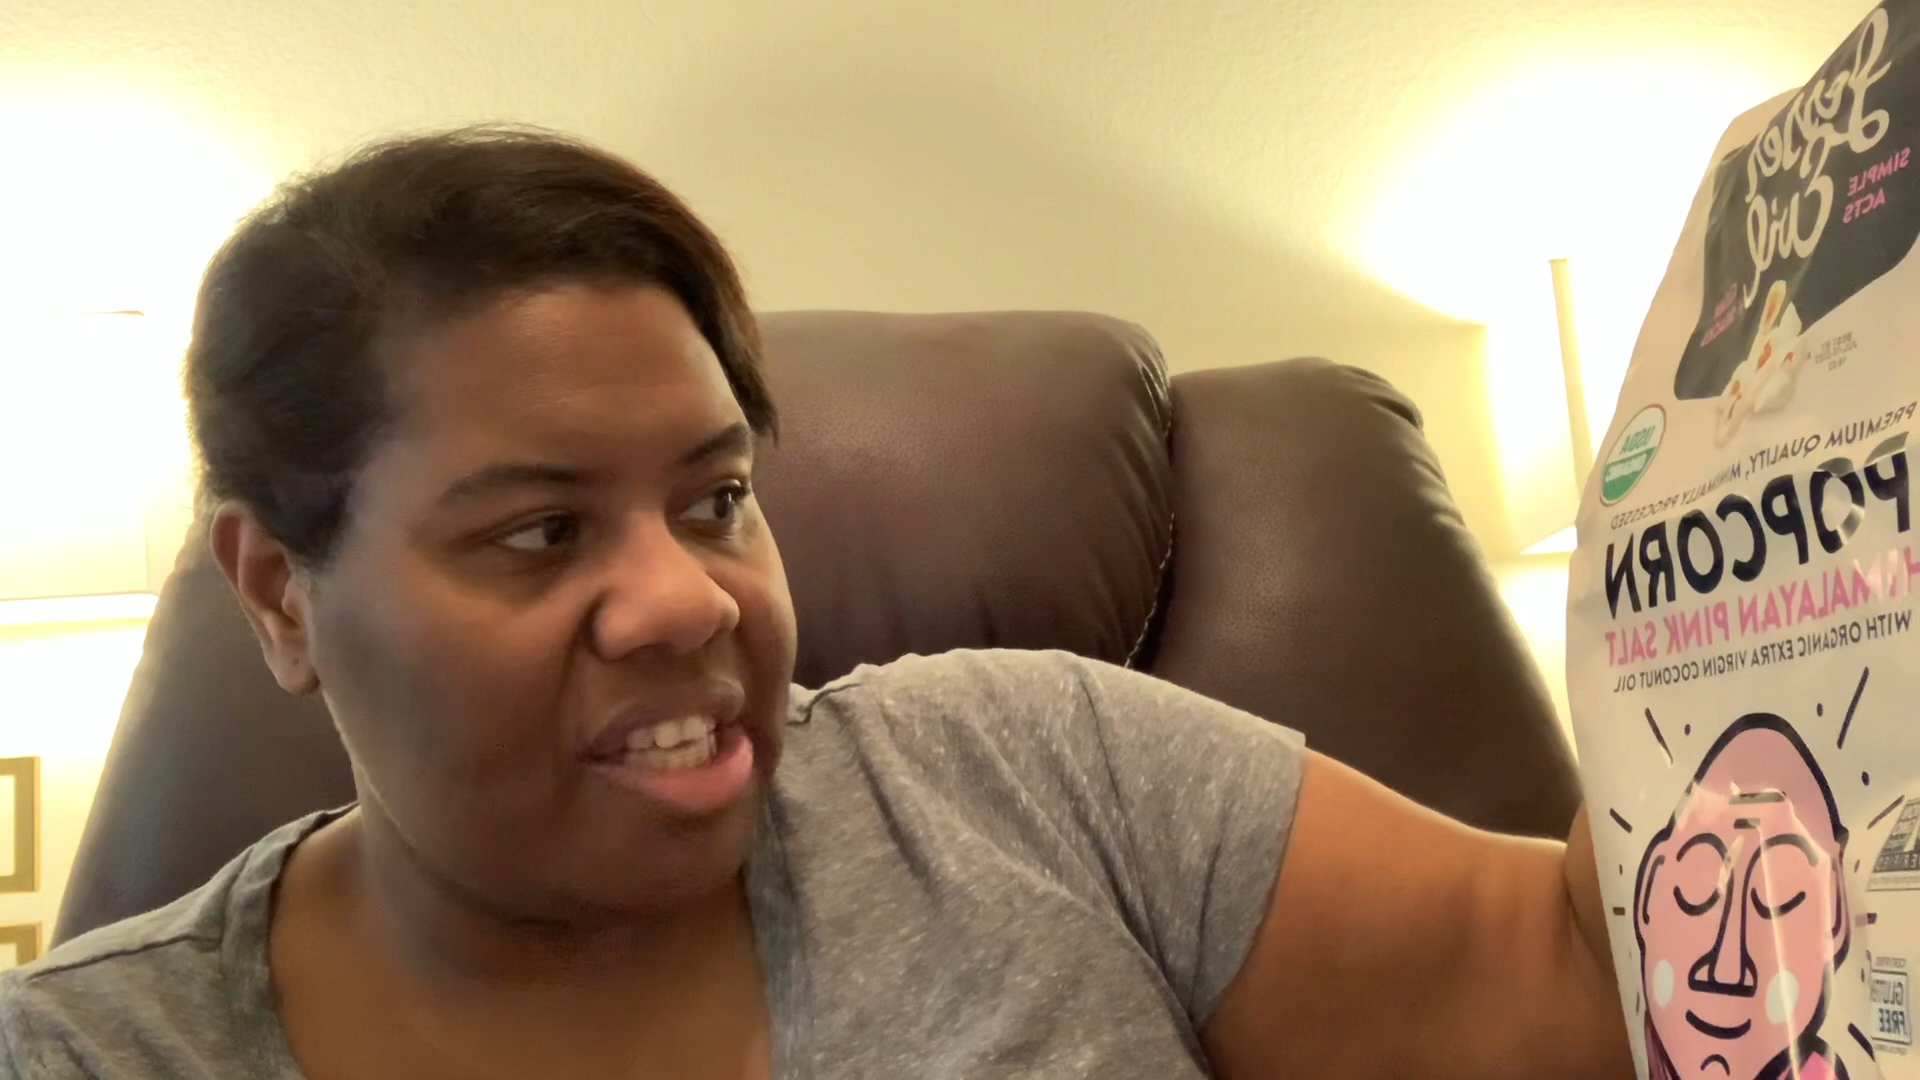 Lesser
Evil
SIMPLE
ACTS
USDA
ORGANIC
PREMIUM QUALITY, MINIMALLY PROCESSED
POPCORN
HIMALAYAN PINK SALT
WITH ORGANIC EXTRA VIRGIN COCONUT OIL
CERTIFIED
GLUTEN
FREE